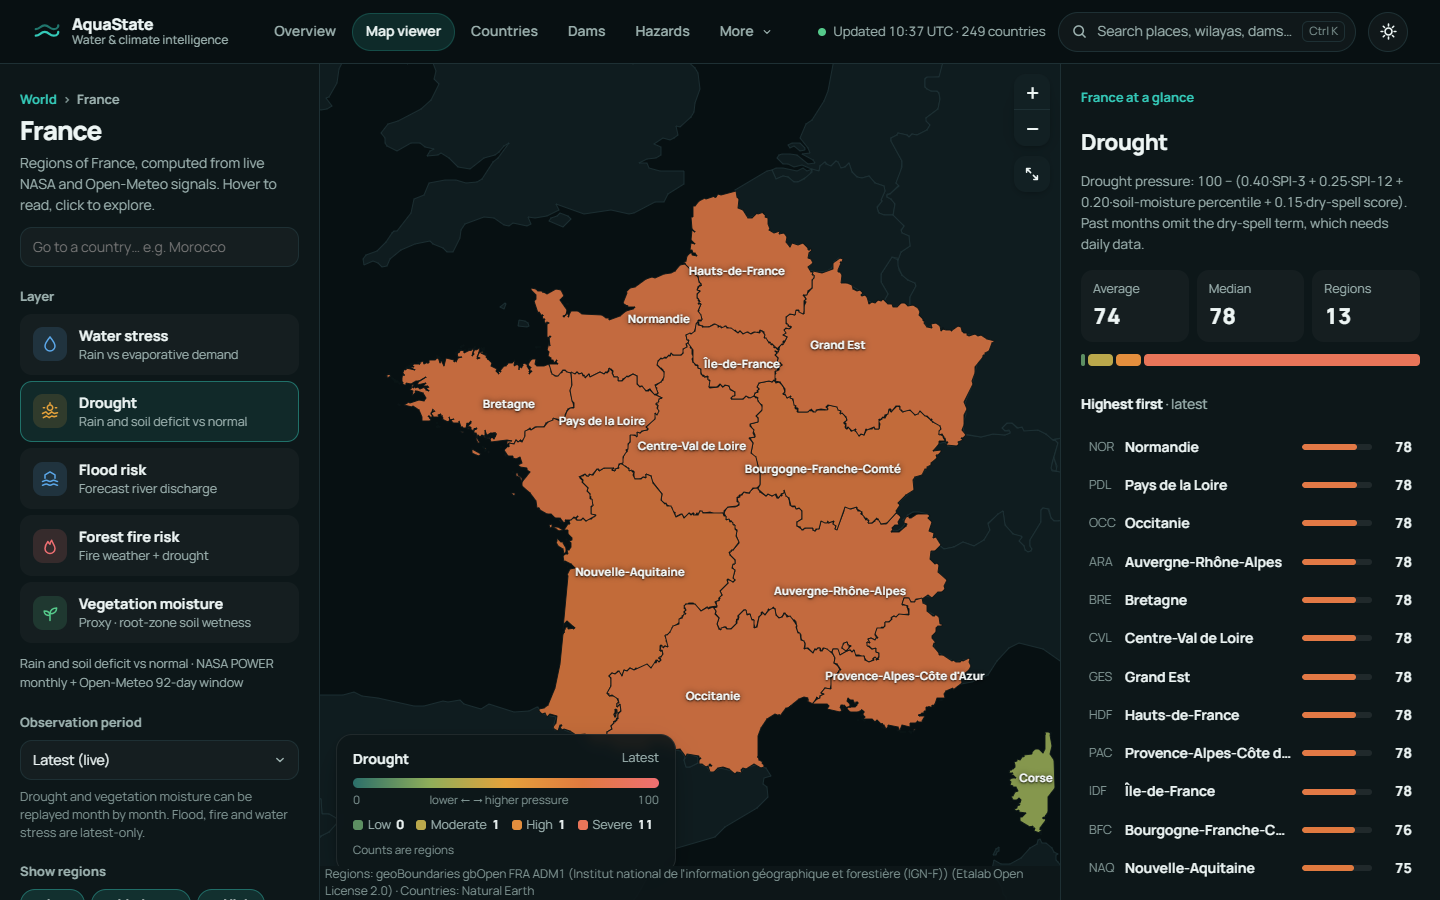 AquaState
Water & climate intelligence
Overview
Map viewer
Countries
Dams
Hazards
More
Updated 10:37 UTC · 249 countries
Search places, wilayas, dams...
Ctrl K
World › France
France
Regions of France, computed from live
NASA and Open-Meteo signals. Hover to
read, click to explore.
Go to a country... e.g. Morocco
Layer
Water stress
Rain vs evaporative demand
Drought
Rain and soil deficit vs normal
Flood risk
Forecast river discharge
Forest fire risk
Fire weather + drought
Vegetation moisture
Proxy · root-zone soil wetness
Rain and soil deficit vs normal · NASA POWER
monthly + Open-Meteo 92-day window
Observation period
Latest (live)
Drought and vegetation moisture can be
replayed month by month. Flood, fire and water
stress are latest-only.
Show regions
+
−
Hauts-de-France
Normandie
Grand Est
Île-de-France
Bretagne
Pays de la Loire
Centre-Val de Loire
Bourgogne-Franche-Comté
Nouvelle-Aquitaine
Auvergne-Rhône-Alpes
Provence-Alpes-Côte d'Azur
Occitanie
Corse
Drought Latest
0 lower ← → higher pressure 100
Low 0 Moderate 1 High 1 Severe 11
Counts are regions
Regions: geoBoundaries gbOpen FRA ADM1 (Institut national de l'information géographique et forestière (IGN-F)) (Etalab Open
License 2.0) · Countries: Natural Earth
France at a glance
Drought
Drought pressure: 100 − (0.40·SPI-3 + 0.25·SPI-12 +
0.20·soil-moisture percentile + 0.15·dry-spell score).
Past months omit the dry-spell term, which needs
daily data.
Average
74
Median
78
Regions
13
Highest first · latest
NOR Normandie 78
PDL Pays de la Loire 78
OCC Occitanie 78
ARA Auvergne-Rhône-Alpes 78
BRE Bretagne 78
CVL Centre-Val de Loire 78
GES Grand Est 78
HDF Hauts-de-France 78
PAC Provence-Alpes-Côte d... 78
IDF Île-de-France 78
BFC Bourgogne-Franche-C... 76
NAQ Nouvelle-Aquitaine 75